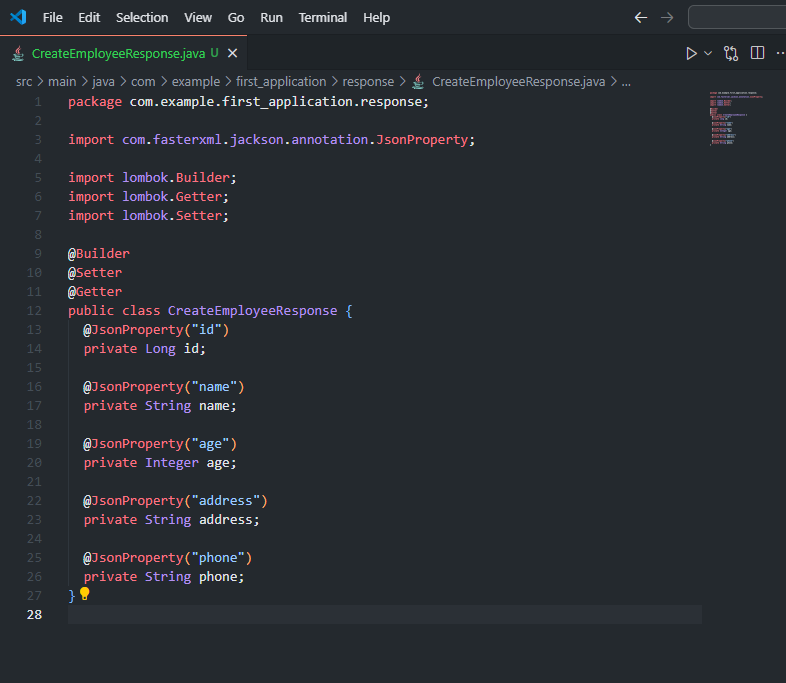 File Edit Selection View Go Run Terminal Help
CreateEmployeeResponse.java U
src > main > java > com > example > first_application > response > CreateEmployeeResponse.java > ...
1 package com.example.first_application.response;
2
3 import com.fasterxml.jackson.annotation.JsonProperty;
4
5 import lombok.Builder;
6 import lombok.Getter;
7 import lombok.Setter;
8
9 @Builder
10 @Setter
11 @Getter
12 public class CreateEmployeeResponse {
13 @JsonProperty("id")
14 private Long id;
15
16 @JsonProperty("name")
17 private String name;
18
19 @JsonProperty("age")
20 private Integer age;
21
22 @JsonProperty("address")
23 private String address;
24
25 @JsonProperty("phone")
26 private String phone;
27 }
28